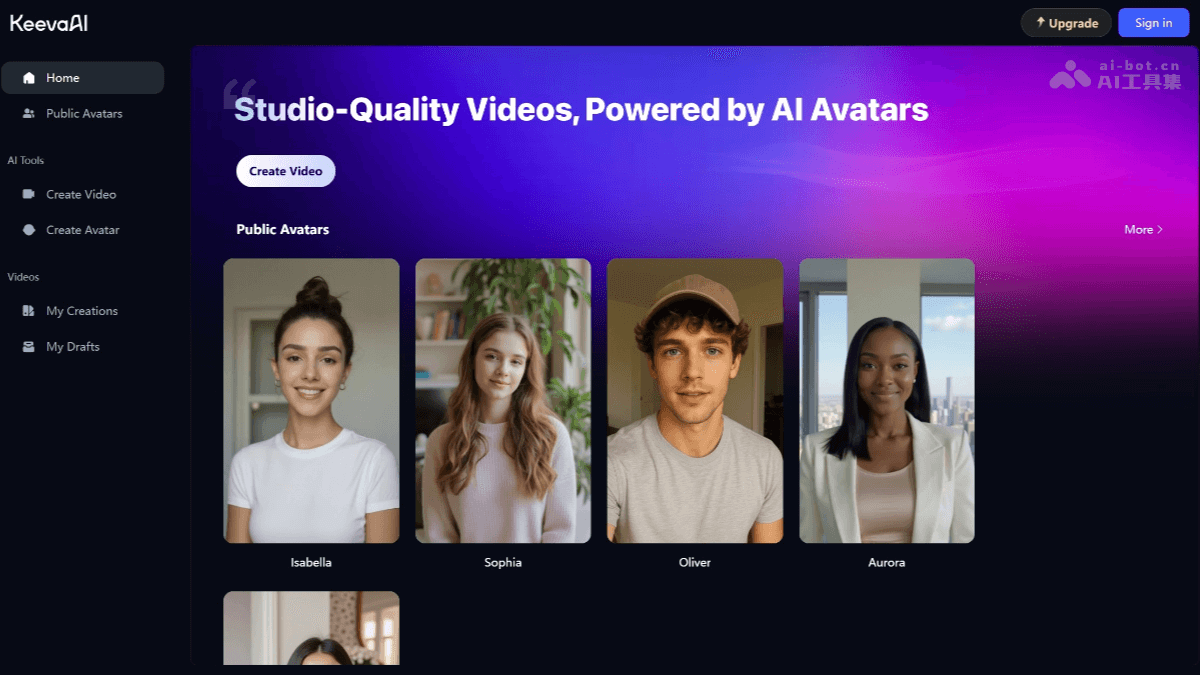 KeevaAI
Upgrade
Sign in
Home
Public Avatars
AI Tools
Create Video
Create Avatar
Videos
My Creations
My Drafts
ai-bot.cn
AI工具集
Studio-Quality Videos, Powered by AI Avatars
Create Video
Public Avatars
More
Isabella
Sophia
Oliver
Aurora